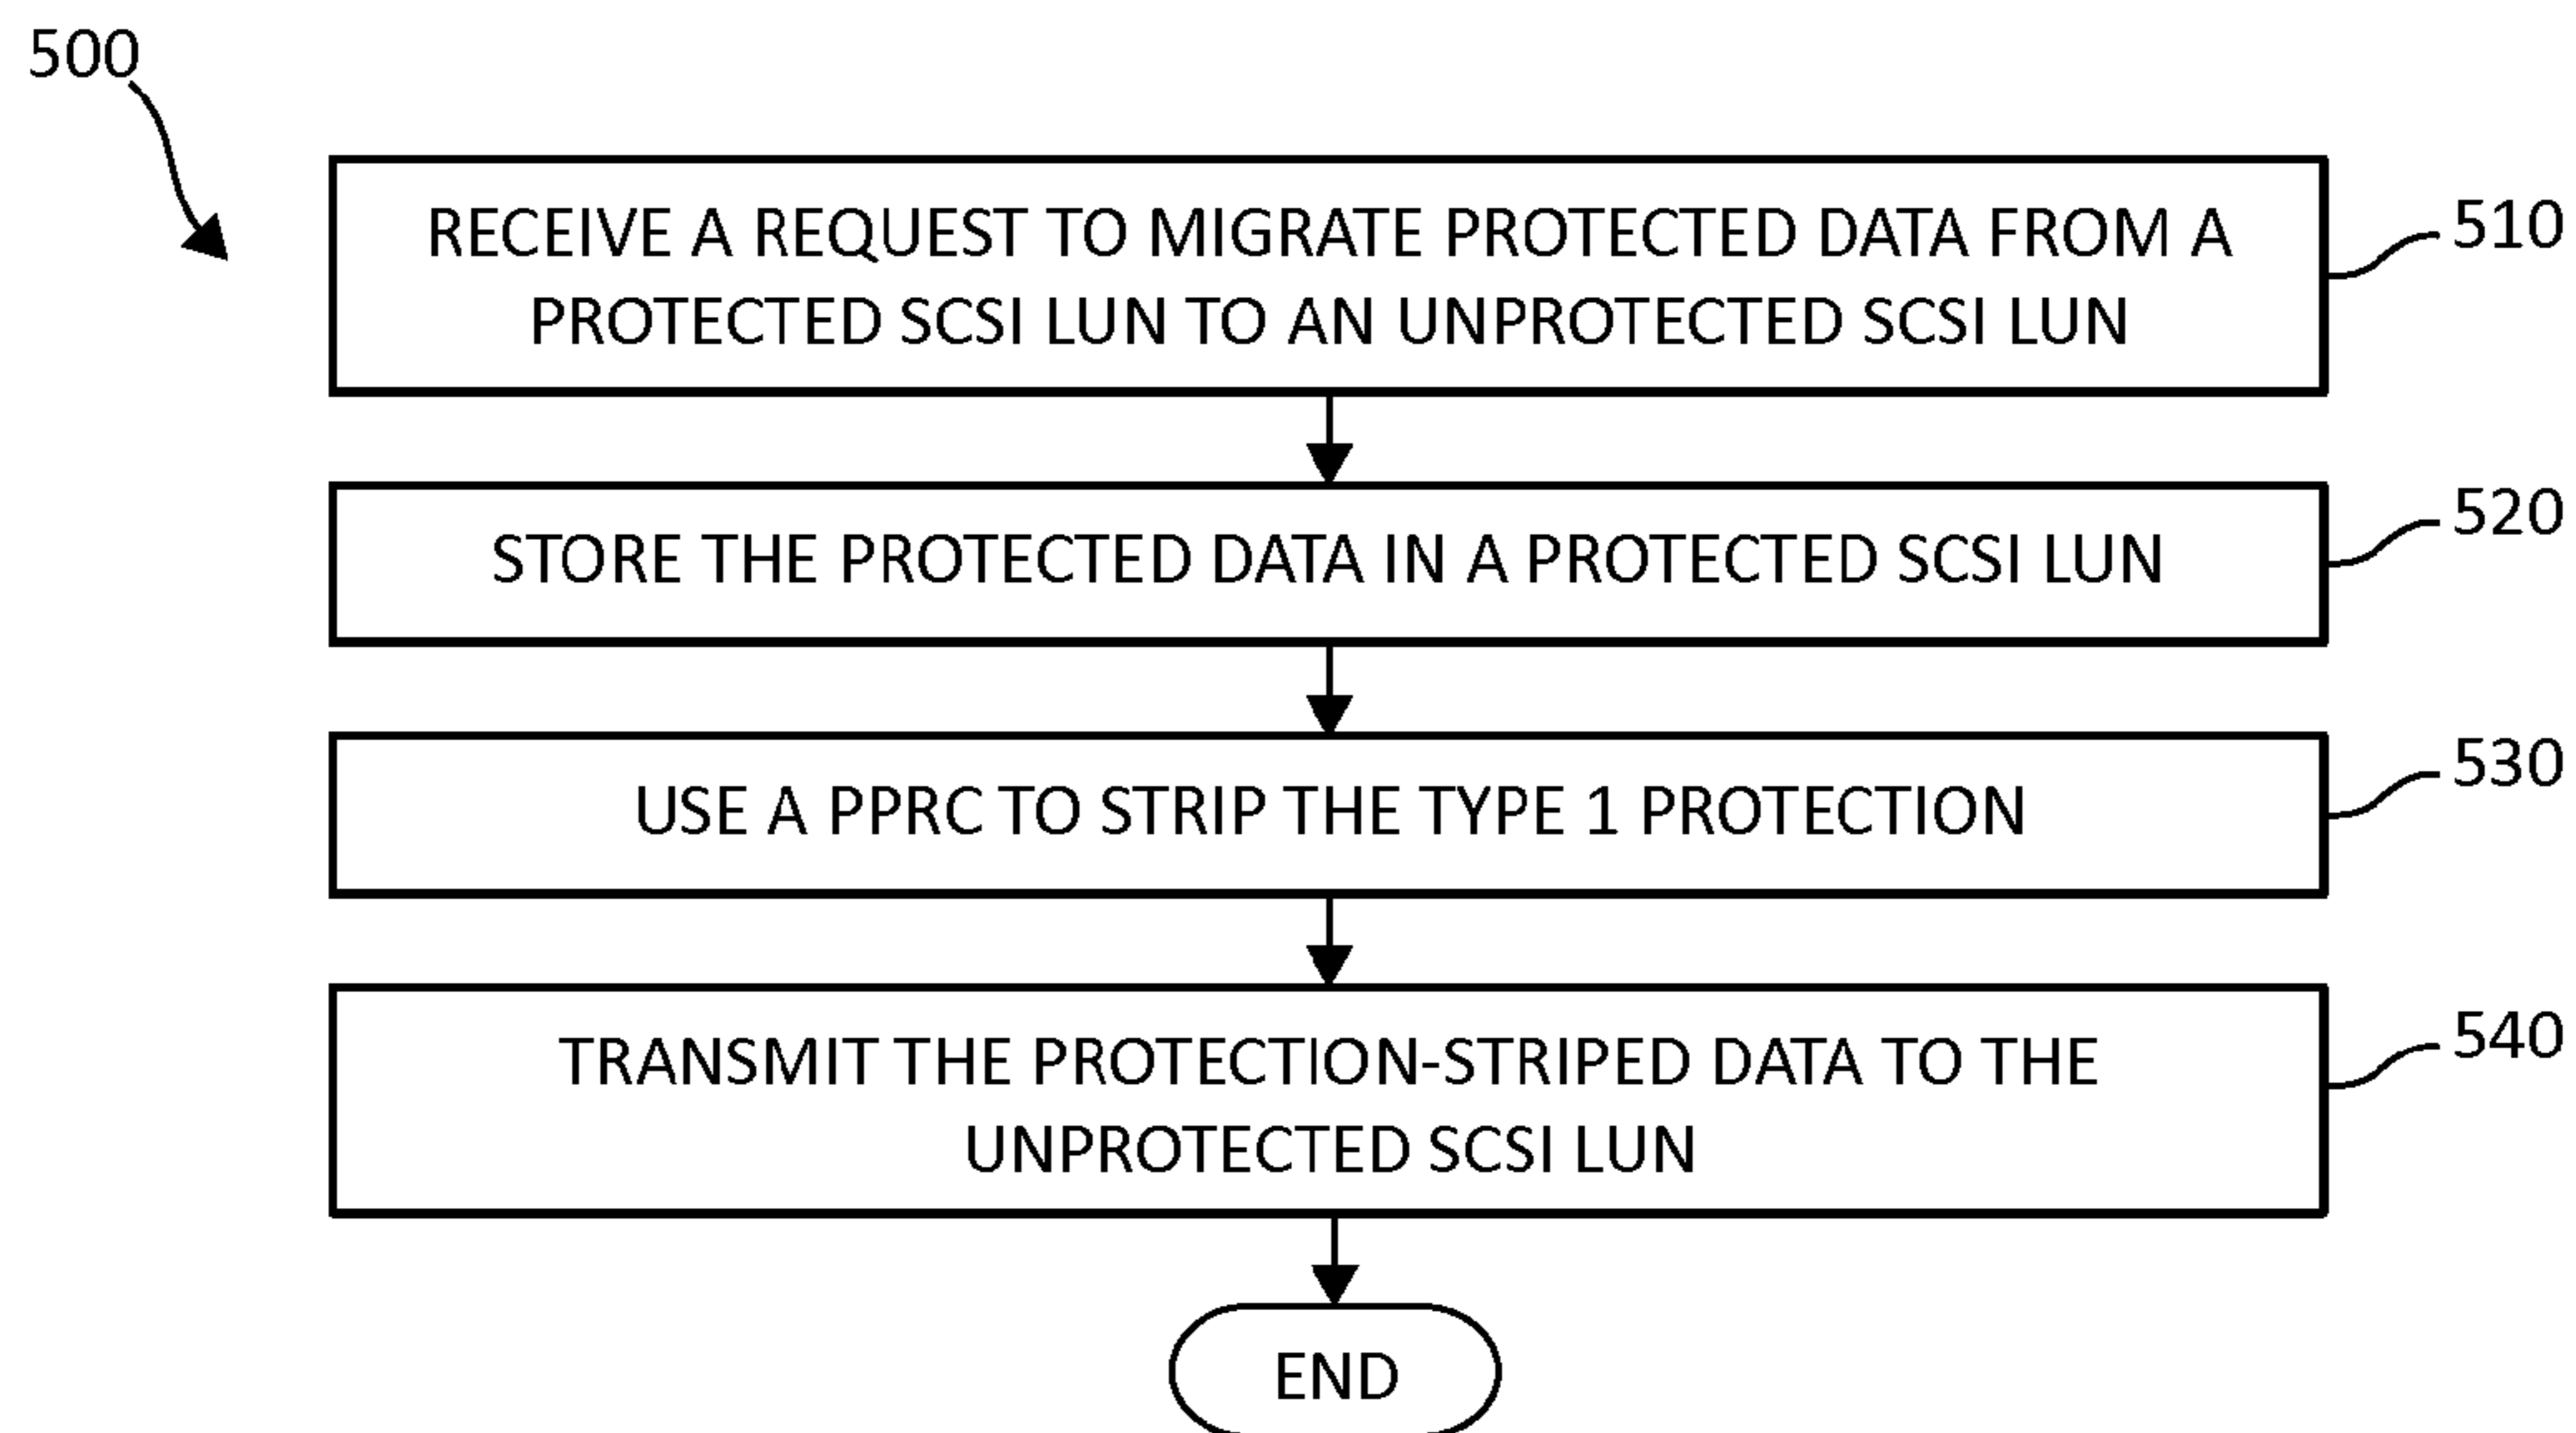 500
RECEIVE A REQUEST TO MIGRATE PROTECTED DATA FROM A
PROTECTED SCSI LUN TO AN UNPROTECTED SCSI LUN
510
STORE THE PROTECTED DATA IN A PROTECTED SCSI LUN
520
USE A PPRC TO STRIP THE TYPE 1 PROTECTION
530
TRANSMIT THE PROTECTION-STRIPED DATA TO THE
UNPROTECTED SCSI LUN
540
END